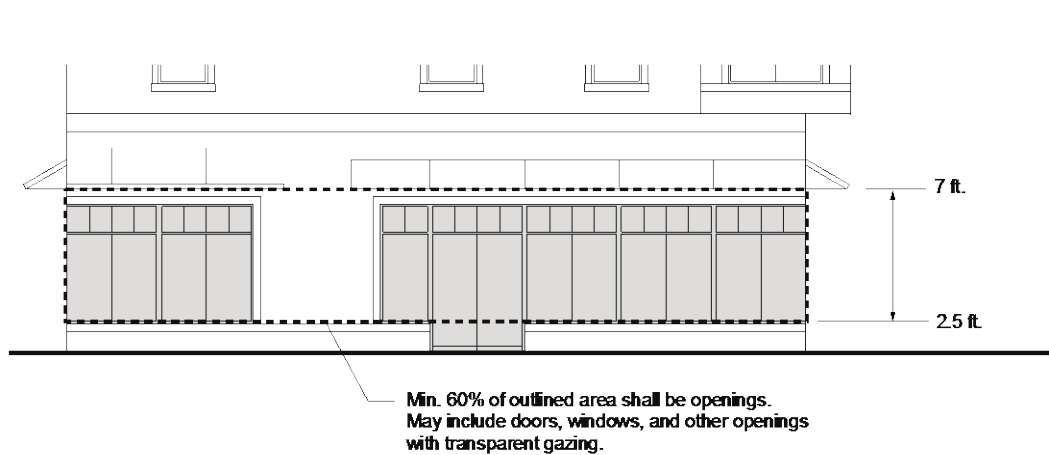 7 ft.
2.5 ft.
Min. 60% of outlined area shall be openings.
May include doors, windows, and other openings
with transparent gazing.